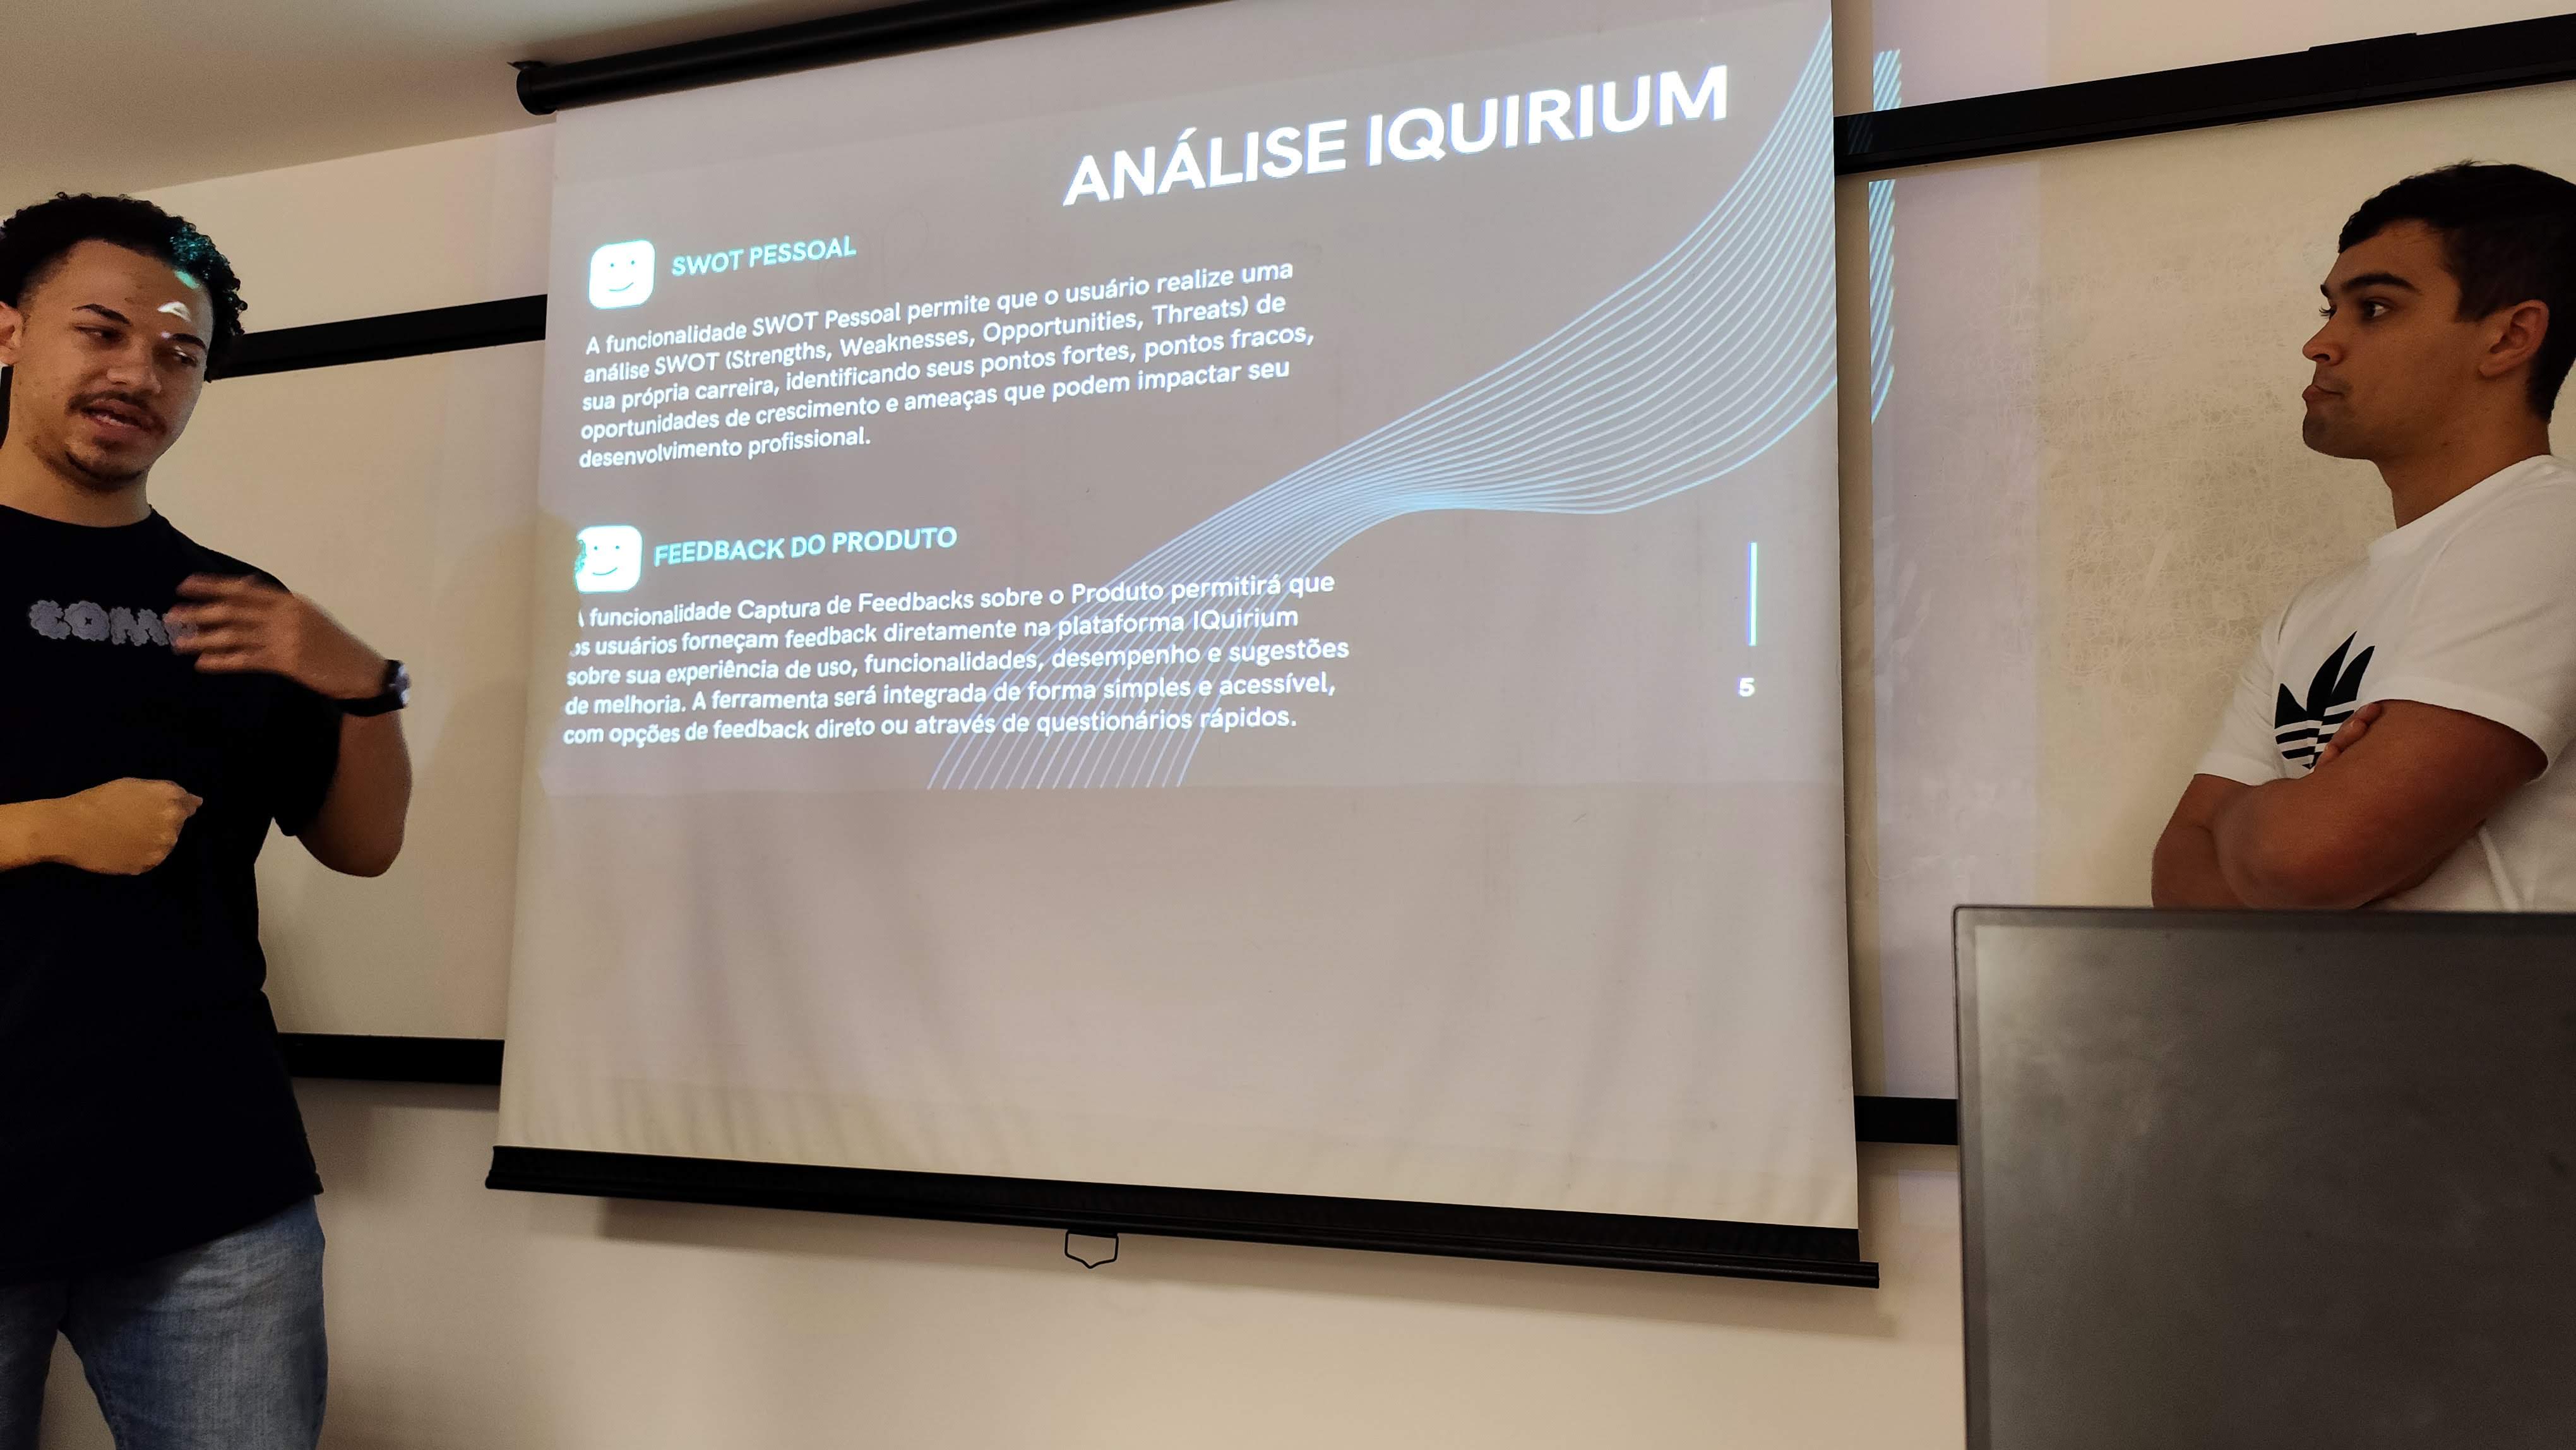 ANÁLISE IQUIRIUM
SWOT PESSOAL
A funcionalidade SWOT Pessoal permite que o usuário realize uma
análise SWOT (Strengths, Weaknesses, Opportunities, Threats) de
sua própria carreira, identificando seus pontos fortes, pontos fracos,
oportunidades de crescimento e ameaças que podem impactar seu
desenvolvimento profissional.
FEEDBACK DO PRODUTO
A funcionalidade Captura de Feedbacks sobre o Produto permitirá que
os usuários forneçam feedback diretamente na plataforma IQuirium
sobre sua experiência de uso, funcionalidades, desempenho e sugestões
de melhoria. A ferramenta será integrada de forma simples e acessível,
com opções de feedback direto ou através de questionários rápidos.
5